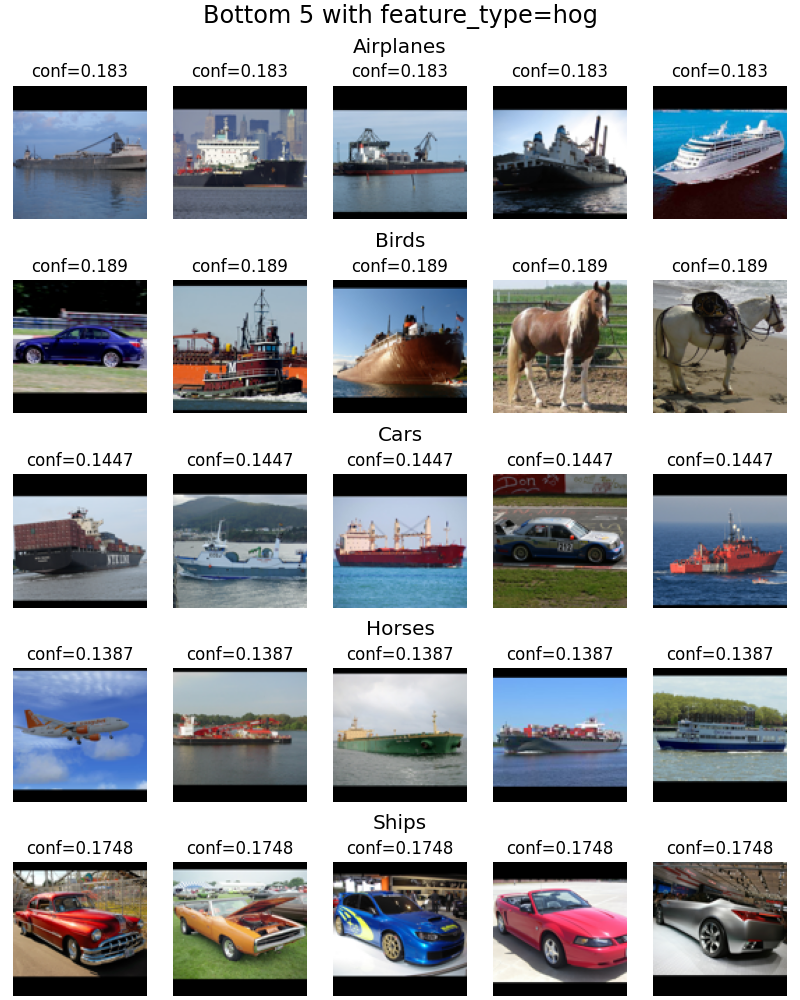 Bottom 5 with feature_type=hog
Airplanes
conf=0.183 conf=0.183 conf=0.183 conf=0.183 conf=0.183
Birds
conf=0.189 conf=0.189 conf=0.189 conf=0.189 conf=0.189
M
Cars
conf=0.1447 conf=0.1447 conf=0.1447 conf=0.1447 conf=0.1447
Don
Horses
conf=0.1387 conf=0.1387 conf=0.1387 conf=0.1387 conf=0.1387
Ships
conf=0.1748 conf=0.1748 conf=0.1748 conf=0.1748 conf=0.1748